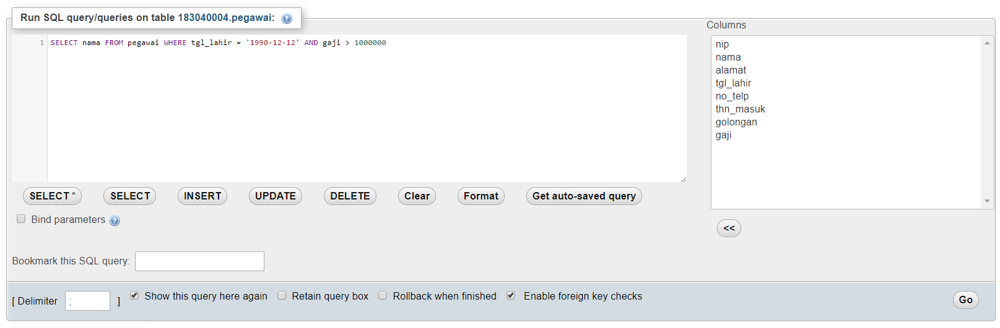 Run SQL query/queries on table 183040004.pegawai:
Columns
1 SELECT nama FROM pegawai WHERE tgl_lahir = '1990-12-12' AND gaji > 1000000
nip
nama
alamat
tgl_lahir
no_telp
thn_masuk
golongan
gaji
SELECT * SELECT INSERT UPDATE DELETE Clear Format Get auto-saved query
Bind parameters
<<
Bookmark this SQL query:
[ Delimiter ; ] Show this query here again Retain query box Rollback when finished Enable foreign key checks Go